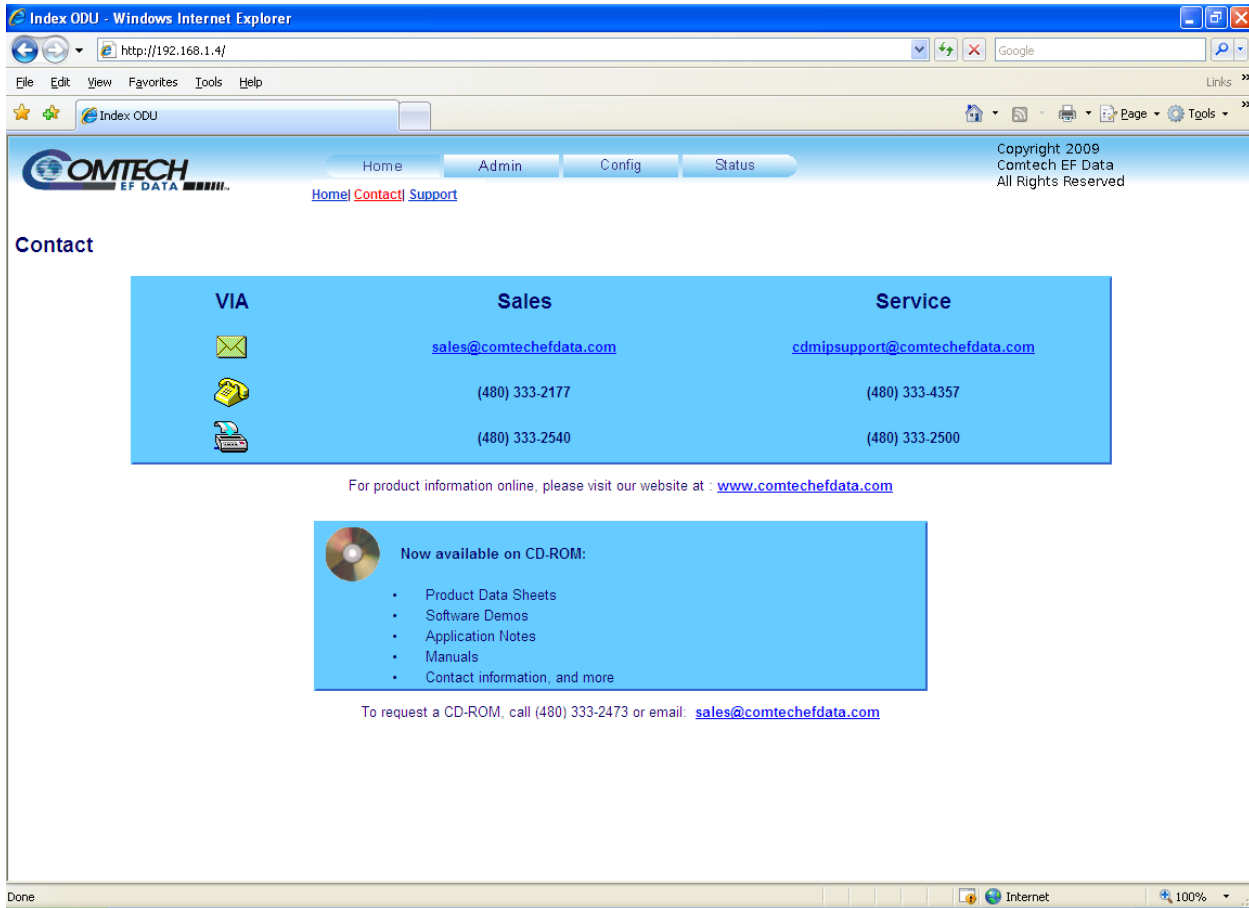 Index ODU - Windows Internet Explorer
http://192.168.1.4/
Google
File Edit View Favorites Tools Help
Links »
Index ODU
Page Tools »
COMTECH
EF DATA
Home Admin Config Status
Copyright 2009
Comtech EF Data
All Rights Reserved
Home| Contact| Support
Contact
VIA Sales Service
sales@comtechefdata.com cdmipsupport@comtechefdata.com
(480) 333-2177 (480) 333-4357
(480) 333-2540 (480) 333-2500
For product information online, please visit our website at : www.comtechefdata.com
Now available on CD-ROM:
• Product Data Sheets
• Software Demos
• Application Notes
• Manuals
• Contact information, and more
To request a CD-ROM, call (480) 333-2473 or email: sales@comtechefdata.com
Done
Internet
100%